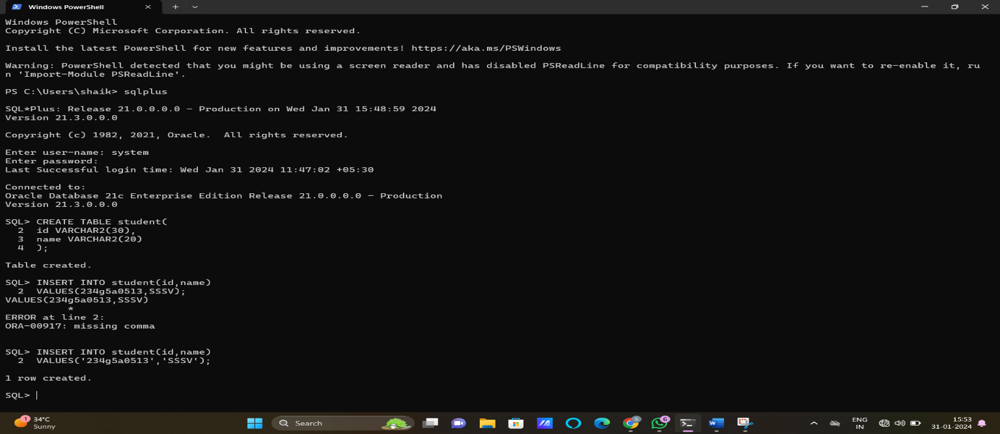 Windows PowerShell
Windows PowerShell
Copyright (C) Microsoft Corporation. All rights reserved.
Install the latest PowerShell for new features and improvements! https://aka.ms/PSWindows
Warning: PowerShell detected that you might be using a screen reader and has disabled PSReadLine for compatibility purposes. If you want to re-enable it, ru
n 'Import-Module PSReadLine'.
PS C:\Users\shaik> sqlplus
SQL*Plus: Release 21.0.0.0.0 - Production on Wed Jan 31 15:48:59 2024
Version 21.3.0.0.0
Copyright (c) 1982, 2021, Oracle.  All rights reserved.
Enter user-name: system
Enter password:
Last Successful login time: Wed Jan 31 2024 11:47:02 +05:30
Connected to:
Oracle Database 21c Enterprise Edition Release 21.0.0.0.0 - Production
Version 21.3.0.0.0
SQL> CREATE TABLE student(
  2  id VARCHAR2(30),
  3  name VARCHAR2(20)
  4  );
Table created.
SQL> INSERT INTO student(id,name)
  2  VALUES(234g5a0513,SSSV);
VALUES(234g5a0513,SSSV)
          *
ERROR at line 2:
ORA-00917: missing comma
SQL> INSERT INTO student(id,name)
  2  VALUES('234g5a0513','SSSV');
1 row created.
SQL>
1
34°C
Sunny
Search
S
6
W
ENG
IN
15:53
31-01-2024